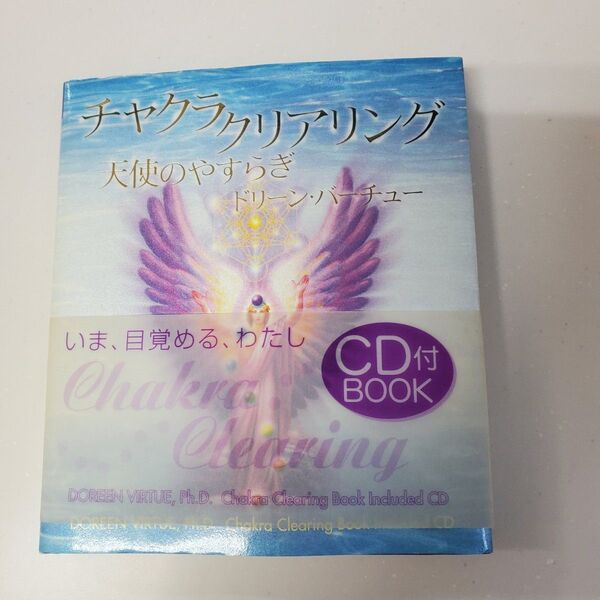 チャクラクリアリング
天使のやすらぎ
ドリーン・バーチュー
いま、目覚める、わたし
CD付
BOOK
Chakra
Clearing
DOREEN VIRTUE, Ph.D. Chakra Clearing Book Included CD
DOREEN VIRTUE, Ph.D. Chakra Clearing Book Included CD